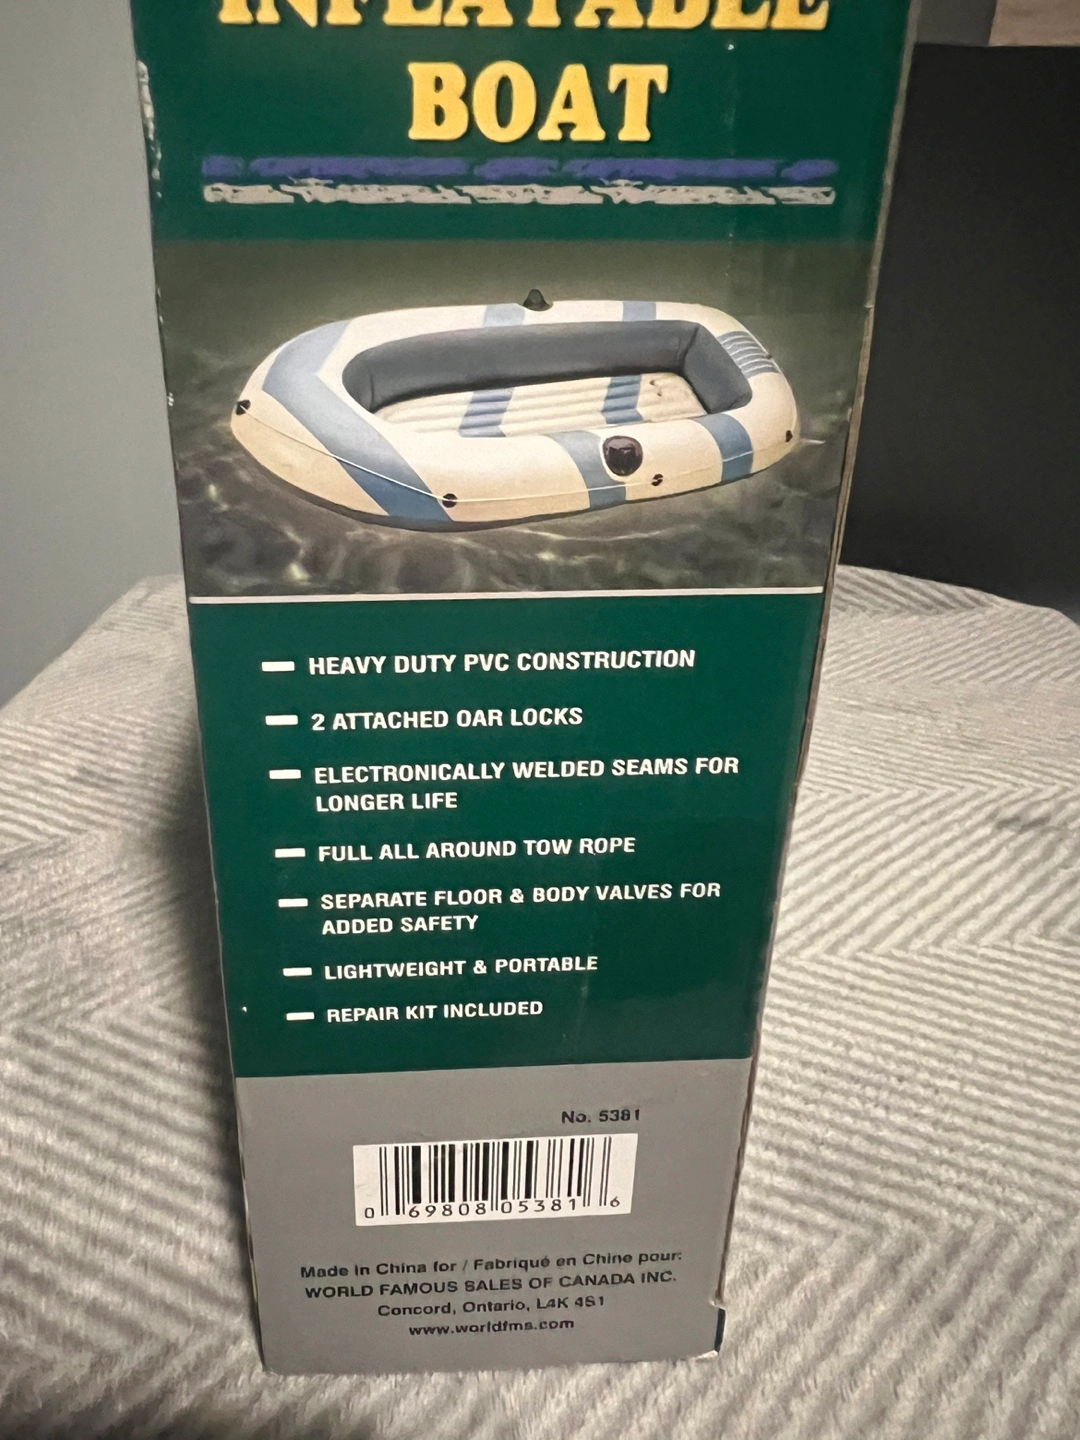 INFLATABLE
BOAT
HEAVY DUTY PVC CONSTRUCTION
2 ATTACHED OAR LOCKS
ELECTRONICALLY WELDED SEAMS FOR
LONGER LIFE
FULL ALL AROUND TOW ROPE
SEPARATE FLOOR & BODY VALVES FOR
ADDED SAFETY
LIGHTWEIGHT & PORTABLE
REPAIR KIT INCLUDED
No. 5381
0 69808 05381 6
Made in China for / Fabriqué en Chine pour:
WORLD FAMOUS SALES OF CANADA INC.
Concord, Ontario, L4K 4S1
www.worldfms.com